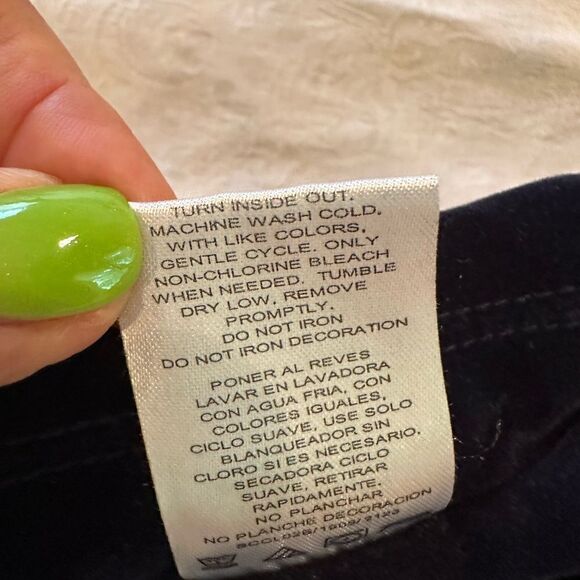 TURN INSIDE OUT.
MACHINE WASH COLD,
WITH LIKE COLORS,
GENTLE CYCLE. ONLY
NON-CHLORINE BLEACH
WHEN NEEDED. TUMBLE
DRY LOW. REMOVE
PROMPTLY.
DO NOT IRON
DO NOT IRON DECORATION
PONER AL REVES
LAVAR EN LAVADORA
CON AGUA FRIA, CON
COLORES IGUALES,
CICLO SUAVE. USE SOLO
BLANQUEADOR SIN
CLORO SI ES NECESARIO.
SECADORA CICLO
SUAVE, RETIRAR
RAPIDAMENTE.
NO PLANCHAR
NO PLANCHE DECORACION